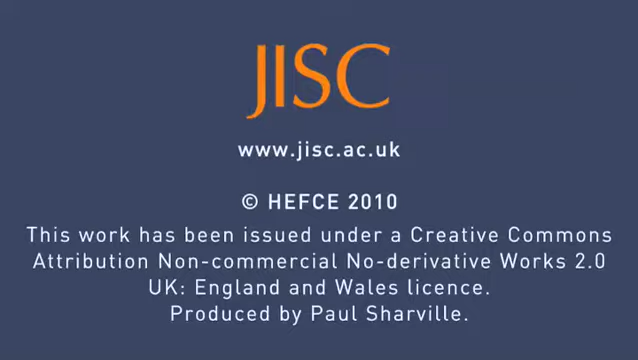 JISC
www.jisc.ac.uk
© HEFCE 2010
This work has been issued under a Creative Commons
Attribution Non-commercial No-derivative Works 2.0
UK: England and Wales licence.
Produced by Paul Sharville.